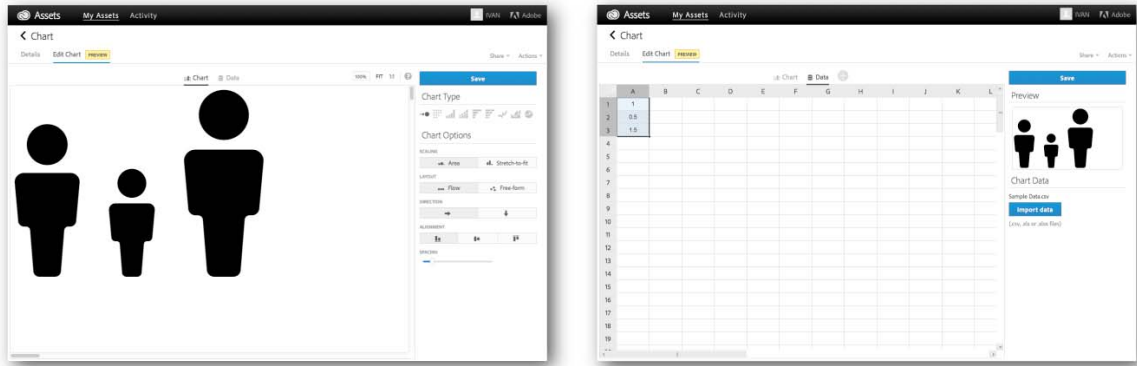 Assets My Assets Activity IVAN Adobe
Chart
Details Edit Chart PREVIEW Share Actions
Chart Data 100% FIT 1:1
Save
Chart Type
Chart Options
SCALING
Area Stretch-to-fit
LAYOUT
Flow Free-form
DIRECTION
ALIGNMENT
SPACING
Assets My Assets Activity IVAN Adobe
Chart
Details Edit Chart PREVIEW Share Actions
Chart Data
Save
A B C D E F G H I J K L
1 1
2 0.5
3 1.5
4
5
6
7
8
9
10
11
12
13
14
15
16
17
18
19
Preview
Chart Data
Sample Data.csv
Import data
(.csv, .xls or .xlsx files)